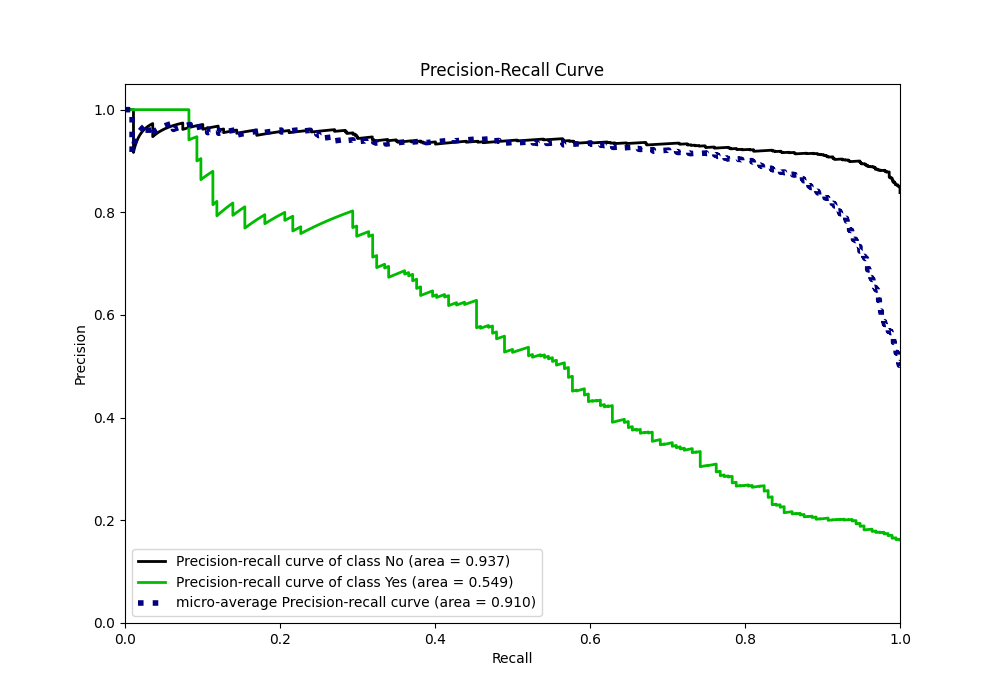 Precision-Recall Curve
1.0
0.8
0.6
0.4
0.2
0.0
Precision
Precision-recall curve of class No (area = 0.937)
Precision-recall curve of class Yes (area = 0.549)
micro-average Precision-recall curve (area = 0.910)
0.0 0.2 0.4 0.6 0.8 1.0
Recall